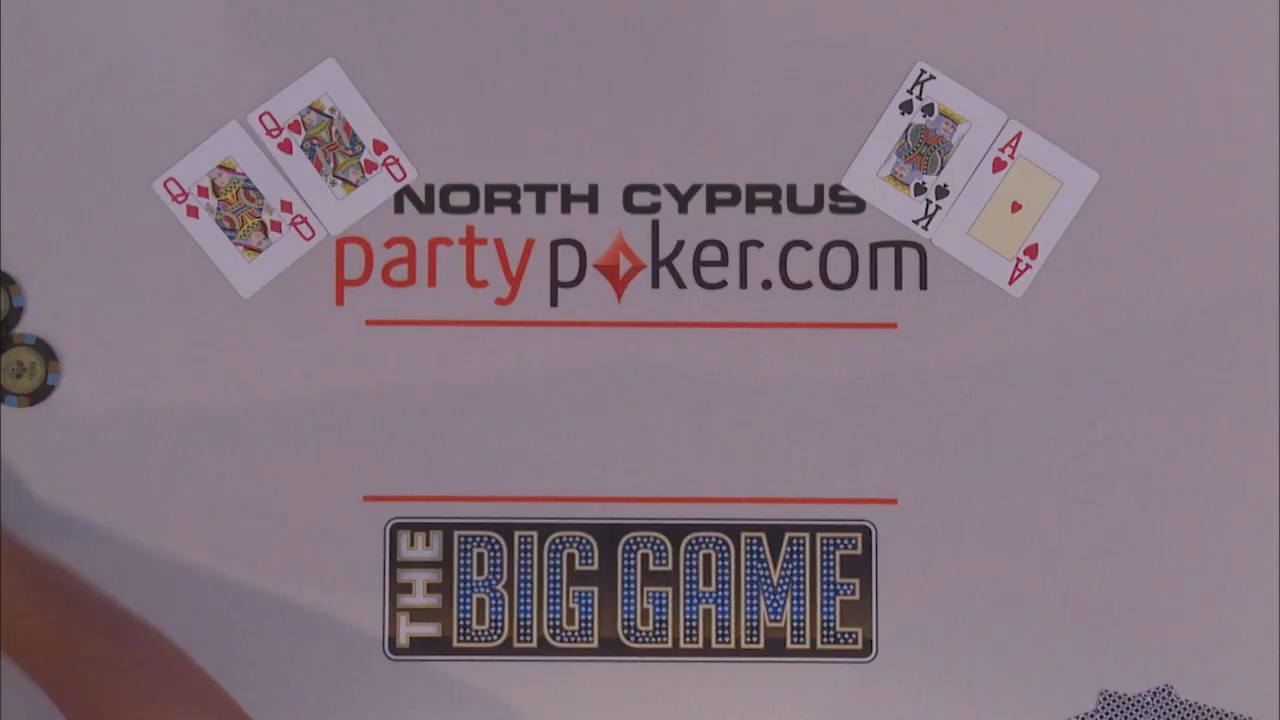 Q Q
Q Q
K
K
A
A
NORTH CYPRUS
partypoker.com
THE BIG GAME